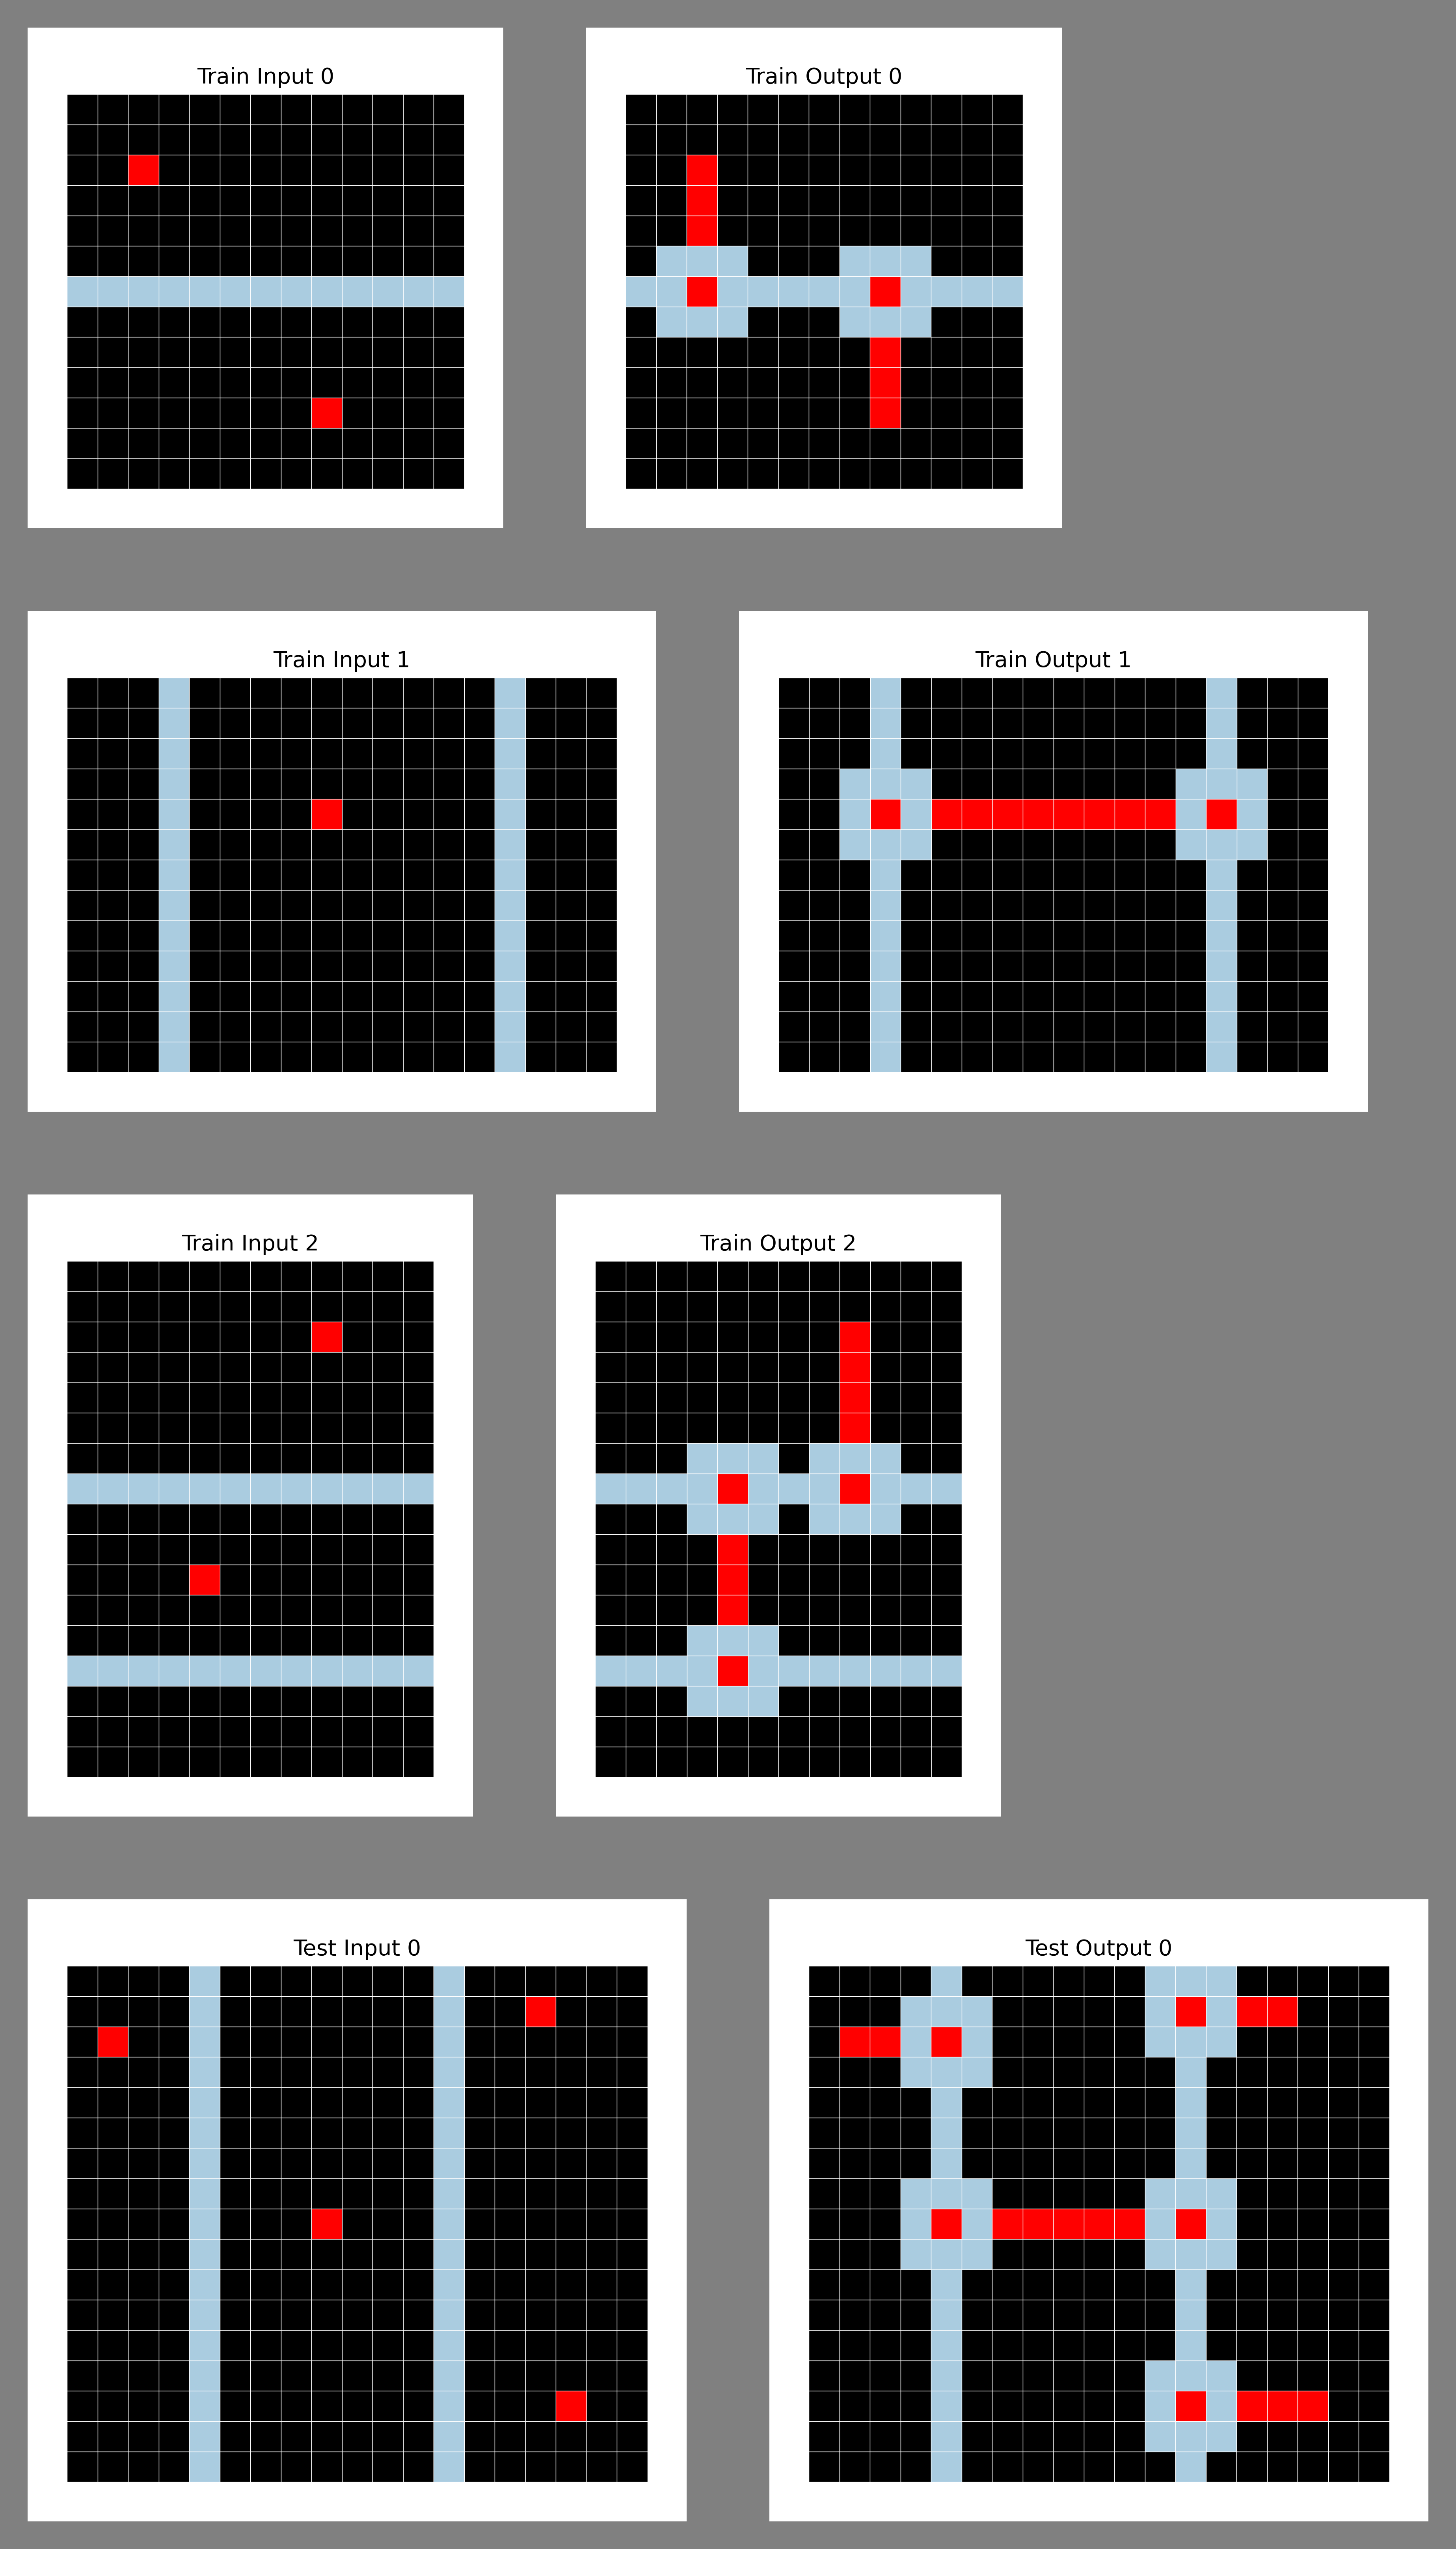 Train Input 0
Train Output 0
Train Input 1
Train Output 1
Train Input 2
Train Output 2
Test Input 0
Test Output 0